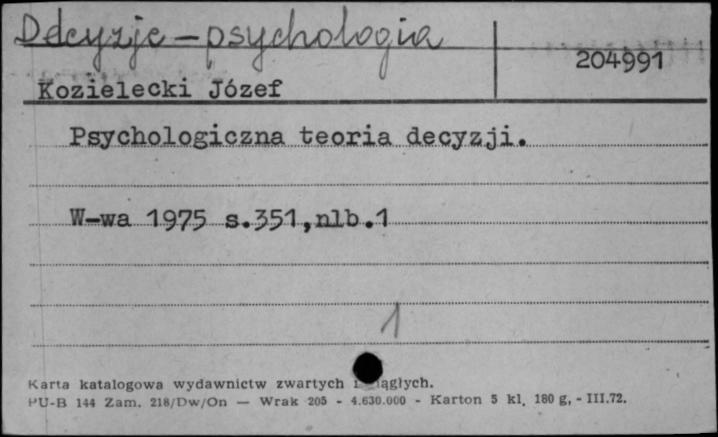 Decyzje – psychologia
204991
Kozielecki Józef
Psychologiczna teoria decyzji.
W-wa 1975 s.351,nlb.1
1
Karta katalogowa wydawnictw zwartych i ciągłych.
PU-B 144 Zam. 218/Dw/On — Wrak 205 - 4.630.000 - Karton 5 kl. 180 g, - III.72.